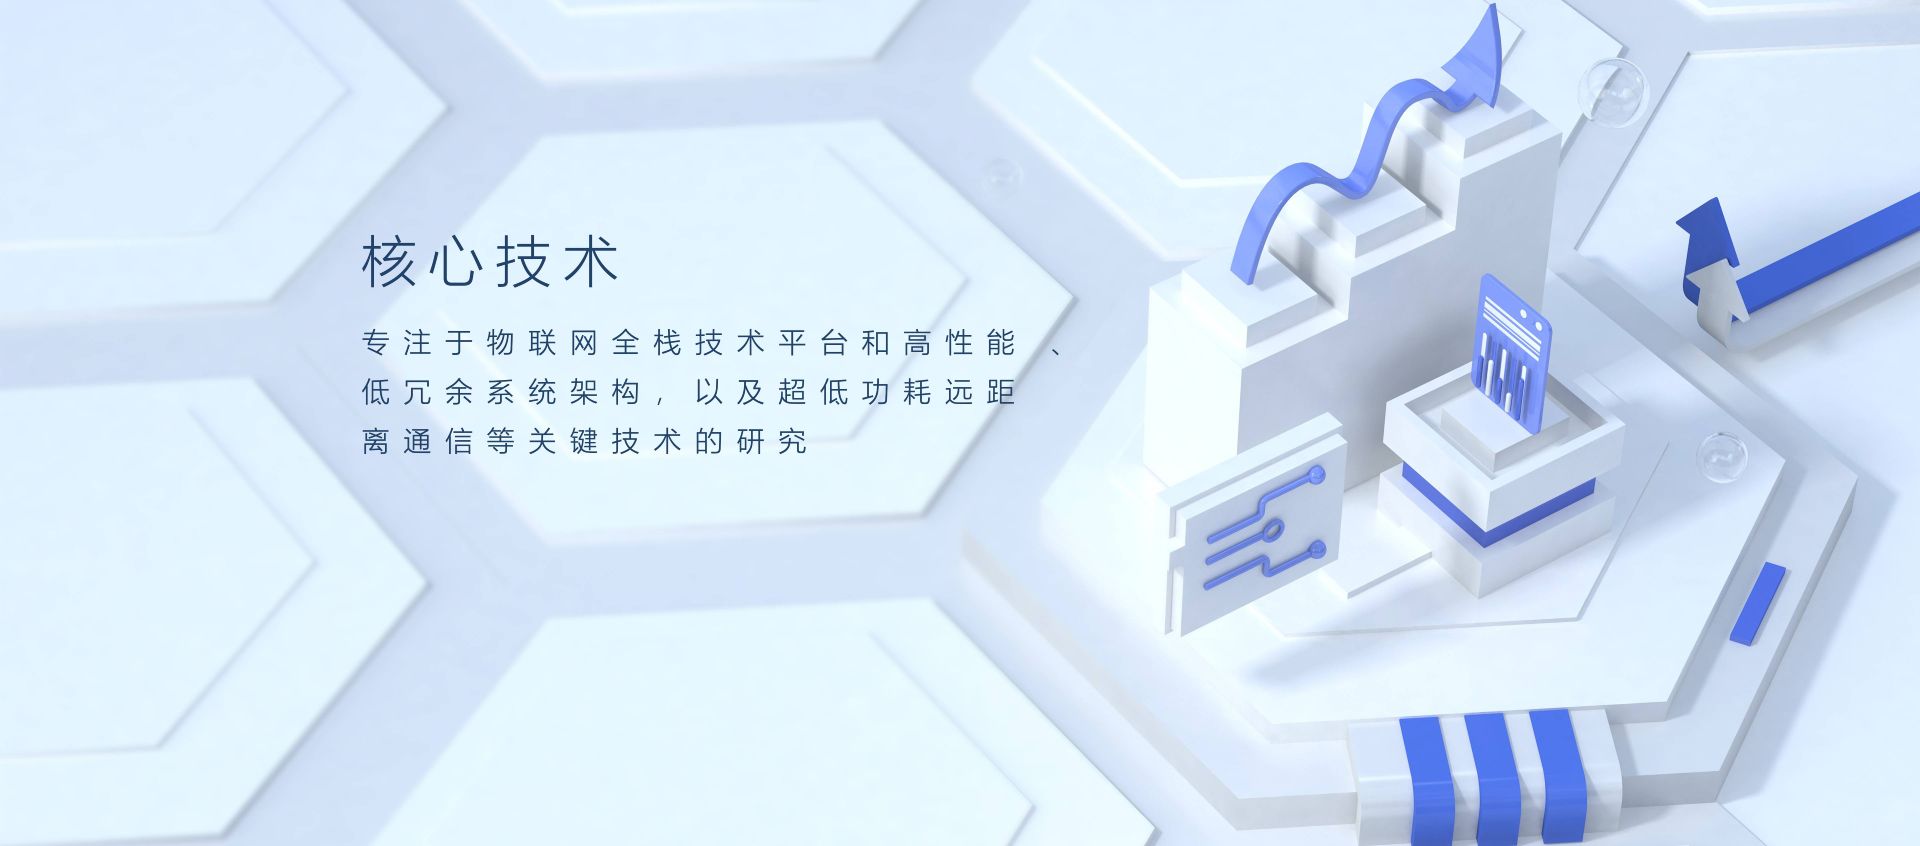 核心技术
专注于物联网全栈技术平台和高性能、
低冗余系统架构，以及超低功耗远距
离通信等关键技术的研究